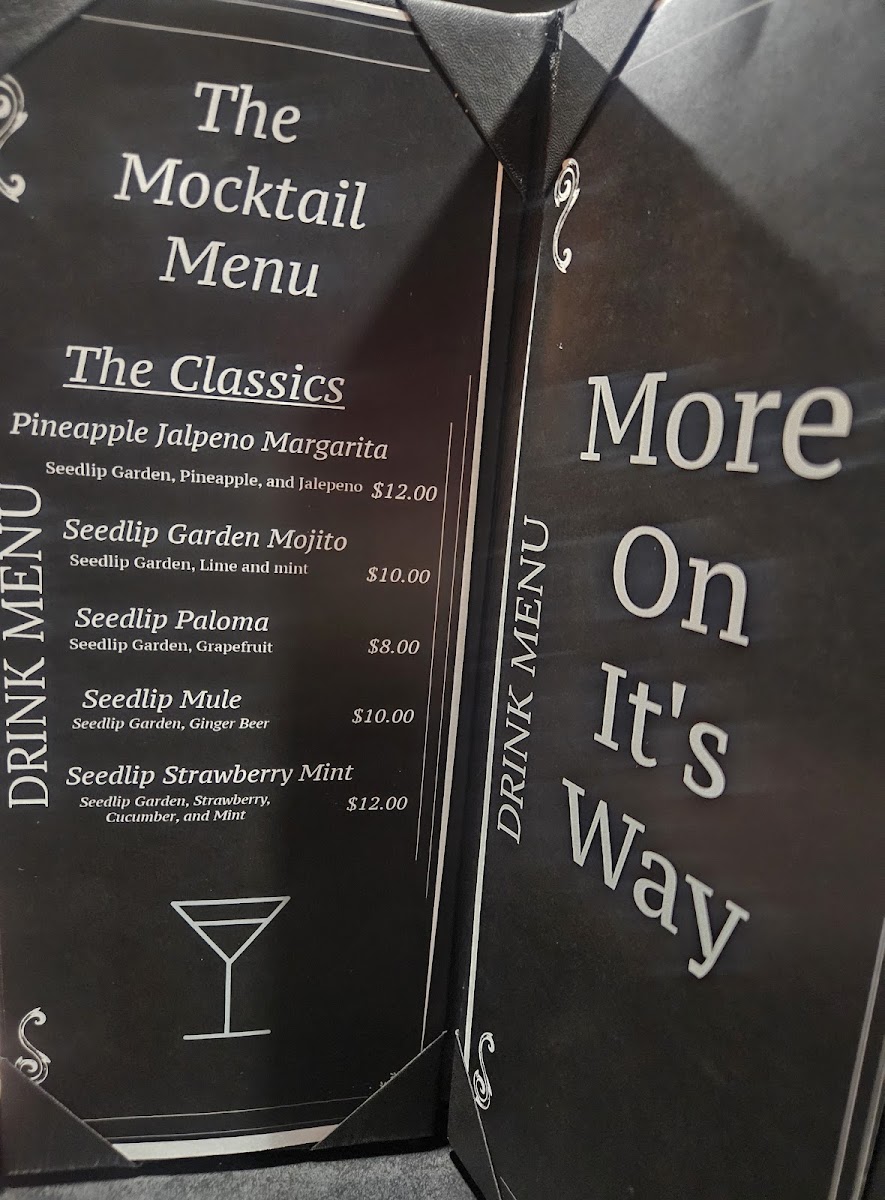 The
Mocktail
Menu
The Classics
Pineapple Jalpeno Margarita
Seedlip Garden, Pineapple, and Jalepeno $12.00
Seedlip Garden Mojito
Seedlip Garden, Lime and mint $10.00
Seedlip Paloma
Seedlip Garden, Grapefruit $8.00
Seedlip Mule
Seedlip Garden, Ginger Beer $10.00
Seedlip Strawberry Mint
Seedlip Garden, Strawberry, $12.00
Cucumber, and Mint
DRINK MENU
DRINK MENU
More
On
It's
Way